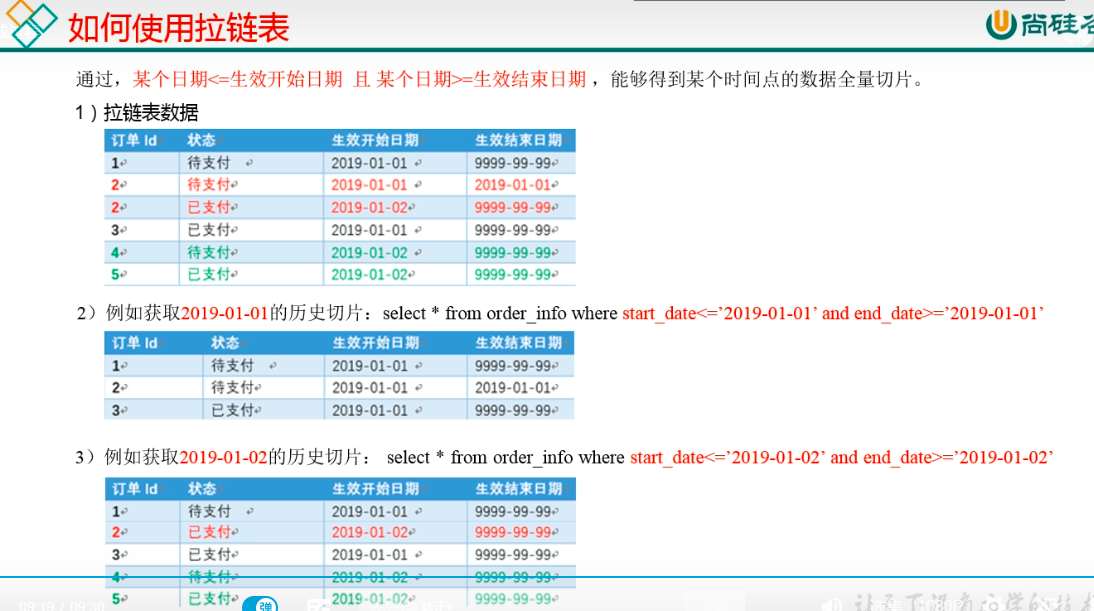 如何使用拉链表
尚硅谷
通过，某个日期<=生效开始日期 且 某个日期>=生效结束日期 ，能够得到某个时间点的数据全量切片。
1）拉链表数据
订单 Id 状态 生效开始日期 生效结束日期
1 待支付 2019-01-01 9999-99-99
2 待支付 2019-01-01 2019-01-01
2 已支付 2019-01-02 9999-99-99
3 已支付 2019-01-01 9999-99-99
4 待支付 2019-01-02 9999-99-99
5 已支付 2019-01-02 9999-99-99
2）例如获取2019-01-01的历史切片：select * from order_info where start_date<=’2019-01-01’ and end_date>=’2019-01-01’
订单 Id 状态 生效开始日期 生效结束日期
1 待支付 2019-01-01 9999-99-99
2 待支付 2019-01-01 2019-01-01
3 已支付 2019-01-01 9999-99-99
3）例如获取2019-01-02的历史切片： select * from order_info where start_date<=’2019-01-02’ and end_date>=’2019-01-02’
订单 Id 状态 生效开始日期 生效结束日期
1 待支付 2019-01-01 9999-99-99
2 已支付 2019-01-02 9999-99-99
3 已支付 2019-01-01 9999-99-99
4 待支付 2019-01-02 9999-99-99
5 已支付 2019-01-02 9999-99-99
09:19 / 09:30 弹